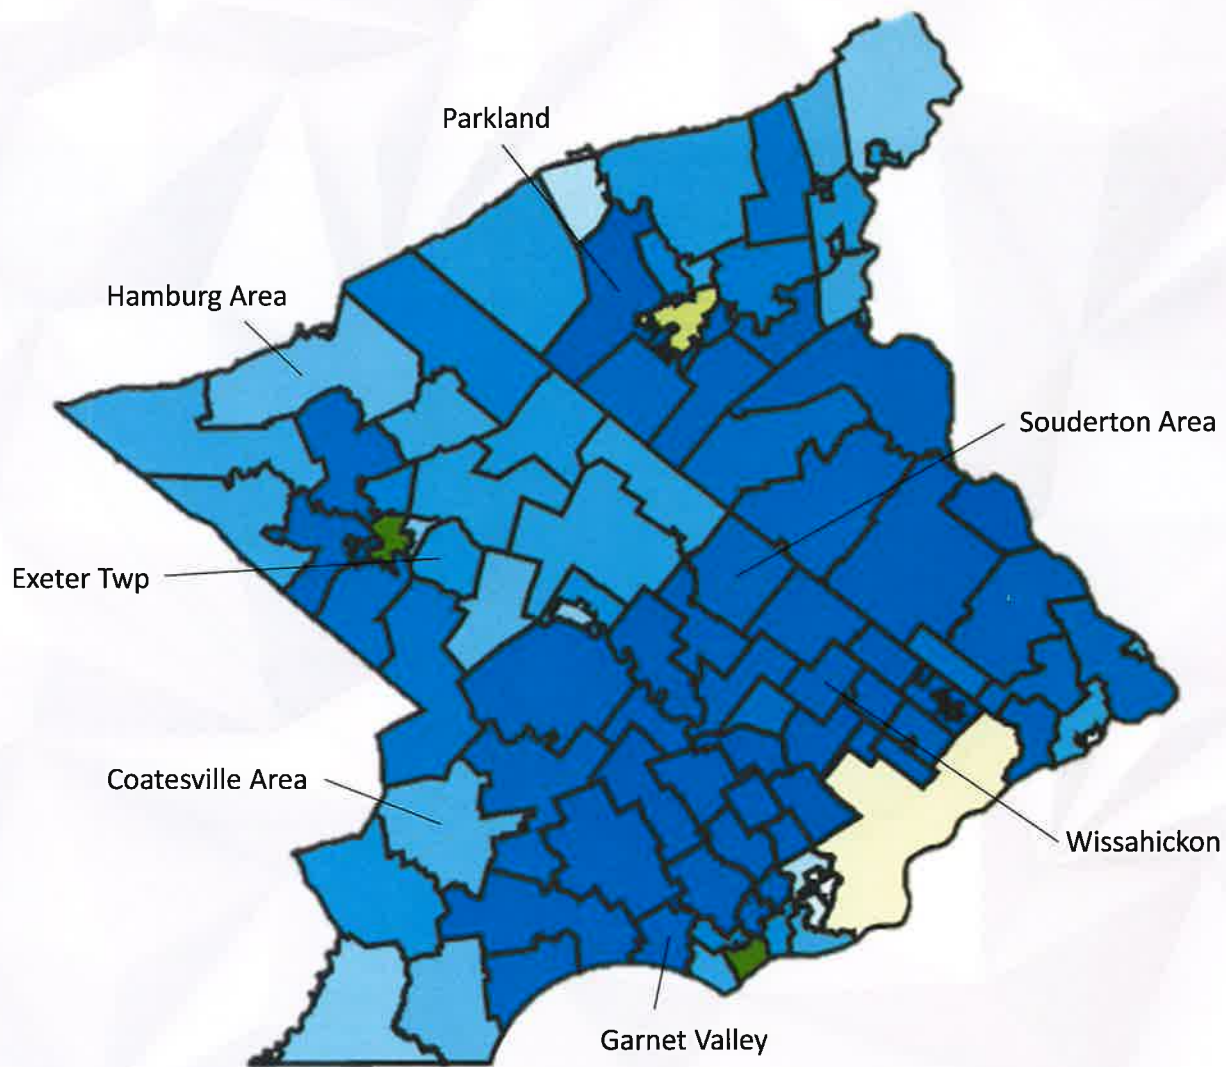 Parkland
Hamburg Area
Souderton Area
Exeter Twp
Coatesville Area
Wissahickon
Garnet Valley